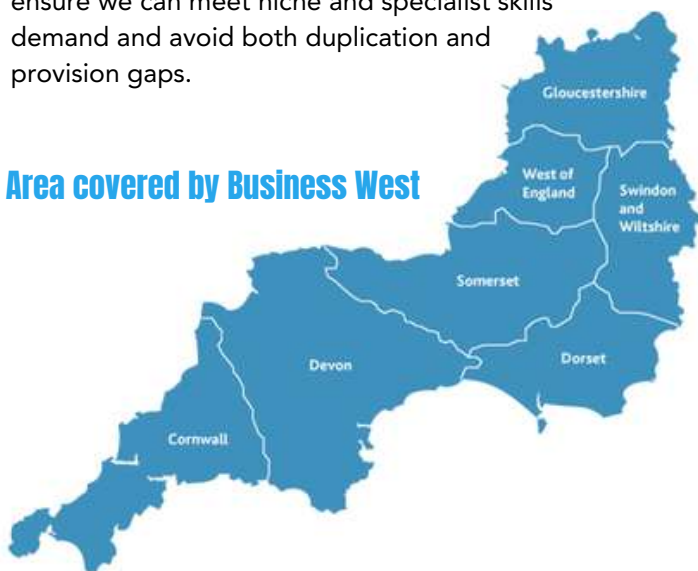 ensure we can meet niche and specialist skills
demand and avoid both duplication and
provision gaps.
Area covered by Business West
Gloucestershire
West of
England
Swindon
and
Wiltshire
Somerset
Devon
Dorset
Cornwall